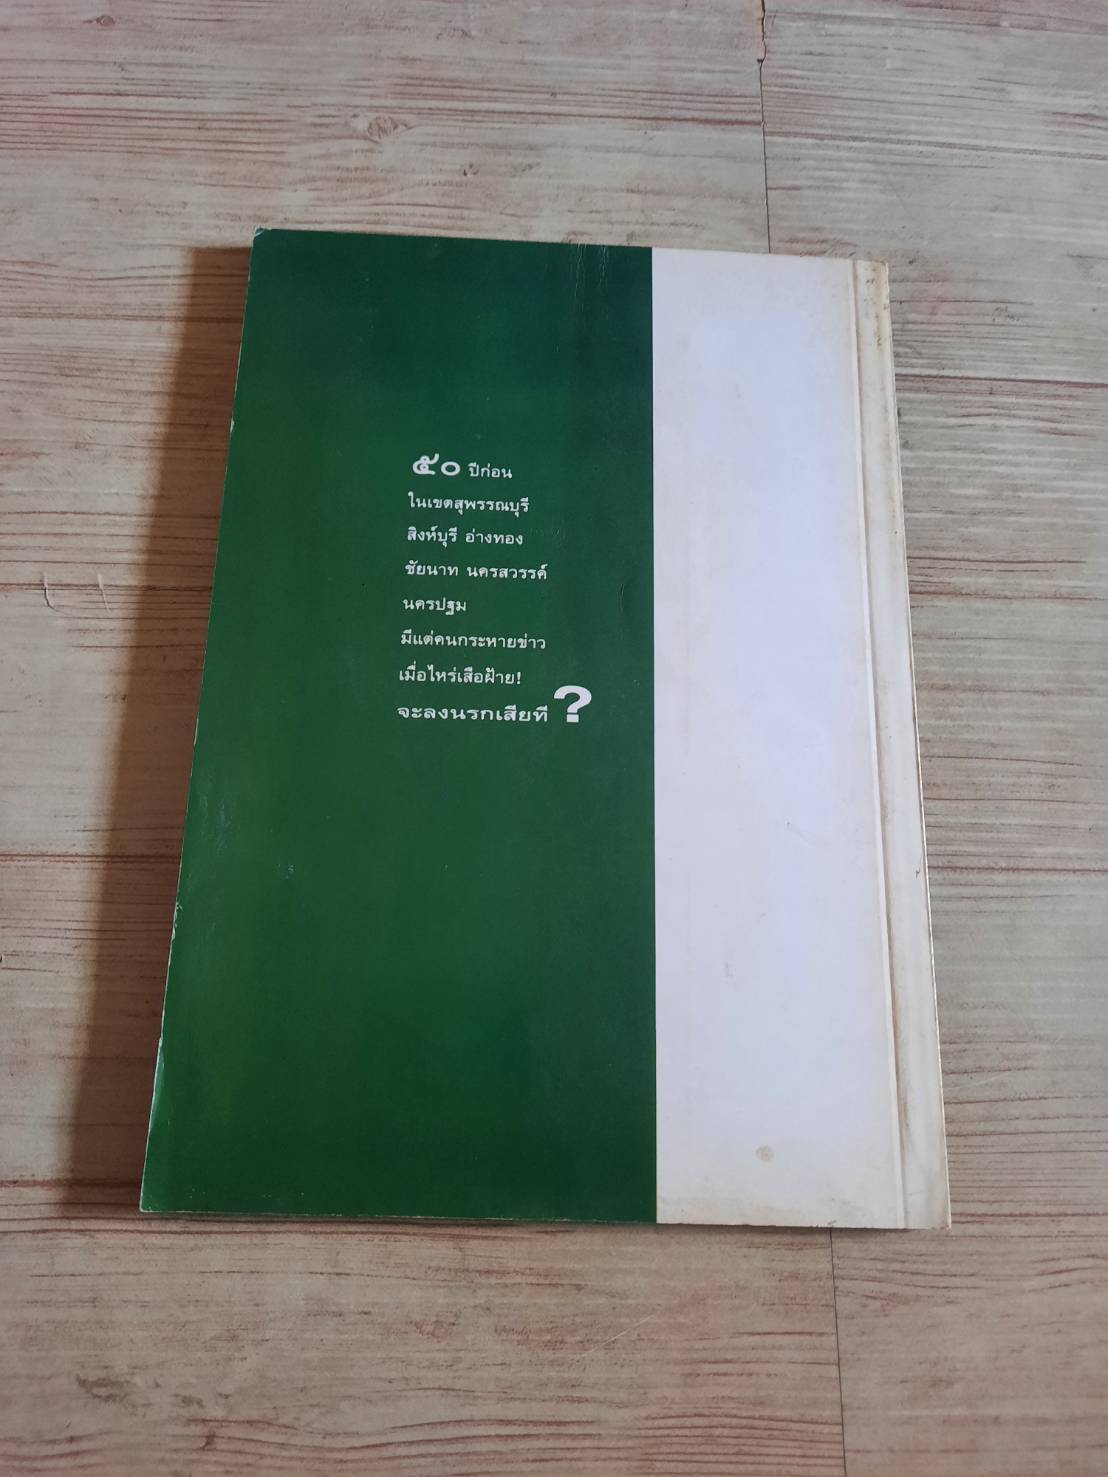 ๕๐ ปีก่อน
ในเขตสุพรรณบุรี
สิงห์บุรี อ่างทอง
ชัยนาท นครสวรรค์
นครปฐม
มีแต่คนกระหายข่าว
เมื่อไหร่เสือฝ้าย!
จะลงนรกเสียที ?